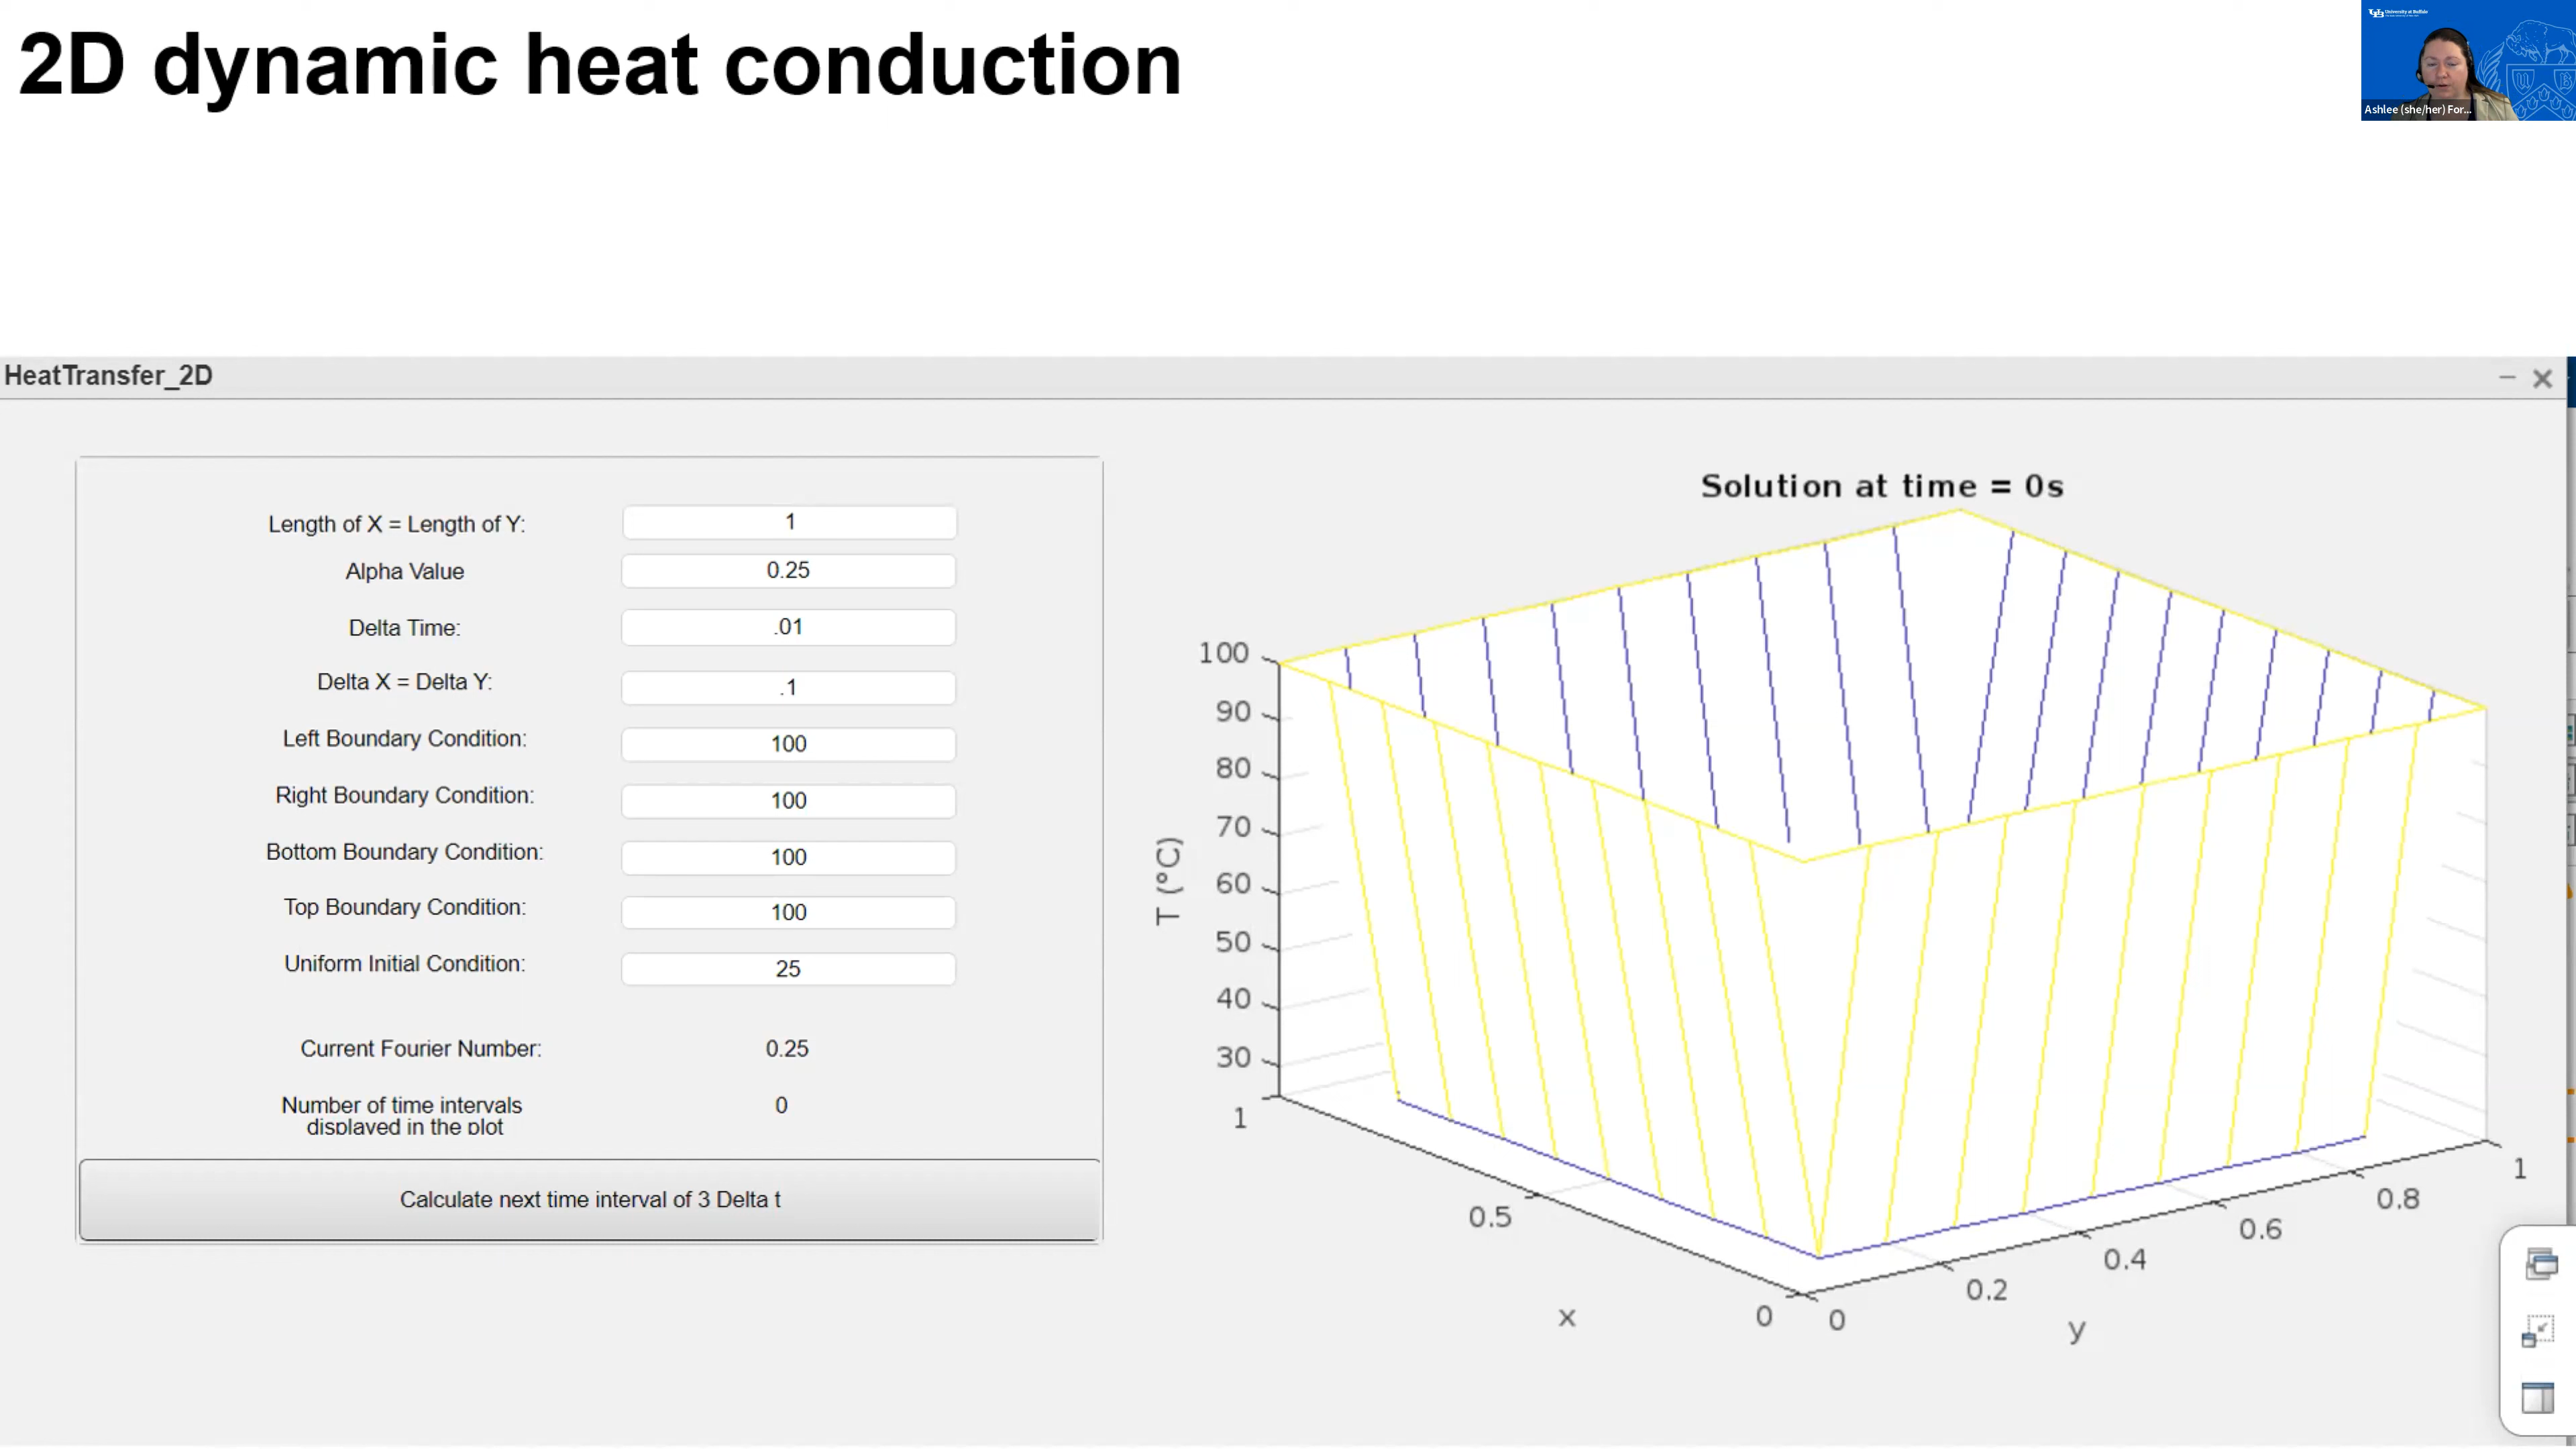 2D dynamic heat conduction
University at Buffalo
Ashlee (she/her) For...
HeatTransfer_2D
Length of X = Length of Y: 1
Alpha Value 0.25
Delta Time: .01
Delta X = Delta Y: .1
Left Boundary Condition: 100
Right Boundary Condition: 100
Bottom Boundary Condition: 100
Top Boundary Condition: 100
Uniform Initial Condition: 25
Current Fourier Number: 0.25
Number of time intervals
displayed in the plot 0
Calculate next time interval of 3 Delta t
Solution at time = 0s
100
90
80
70
60
50
40
30
T (°C)
1
0.5
0
x
0
0.2
0.4
0.6
0.8
1
y